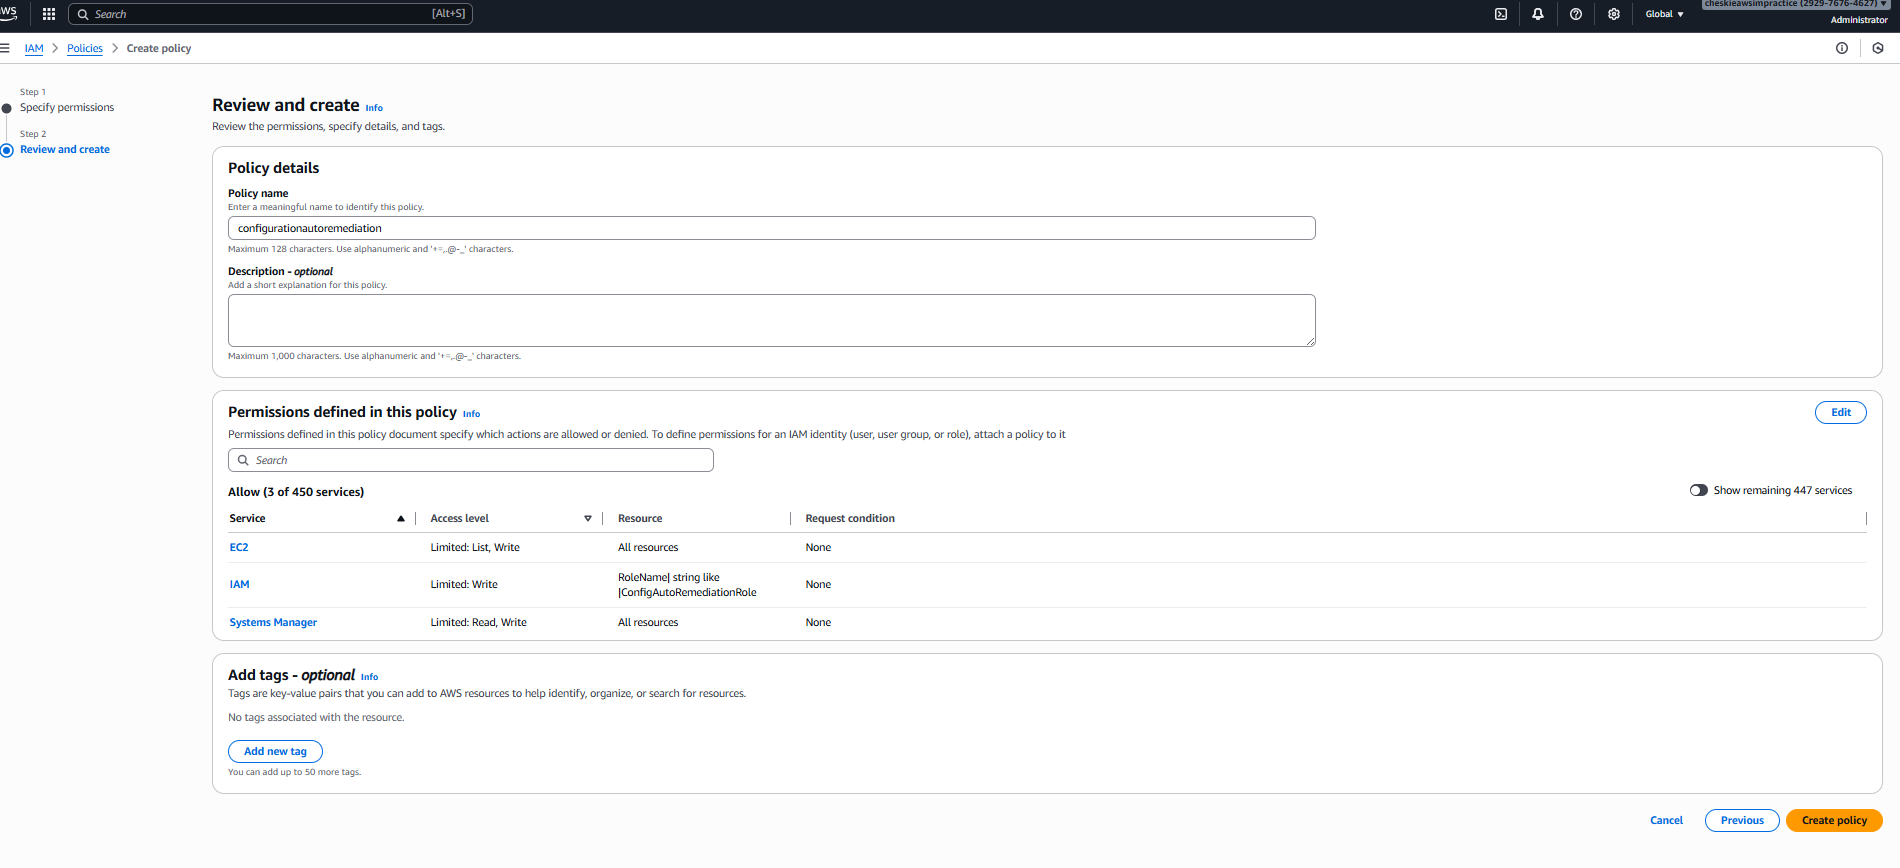 aws
Search [Alt+S]
Global
cheskieawsimpractice (2929-7676-4627)
Administrator
IAM > Policies > Create policy
Step 1
Specify permissions
Step 2
Review and create
Review and create Info
Review the permissions, specify details, and tags.
Policy details
Policy name
Enter a meaningful name to identify this policy.
configurationautoremediation
Maximum 128 characters. Use alphanumeric and '+=,.@-_' characters.
Description - optional
Add a short explanation for this policy.
Maximum 1,000 characters. Use alphanumeric and '+=,.@-_' characters.
Permissions defined in this policy Info
Edit
Permissions defined in this policy document specify which actions are allowed or denied. To define permissions for an IAM identity (user, user group, or role), attach a policy to it
Search
Allow (3 of 450 services)
Show remaining 447 services
Service Access level Resource Request condition
EC2 Limited: List, Write All resources None
IAM Limited: Write RoleName| string like |ConfigAutoRemediationRole None
Systems Manager Limited: Read, Write All resources None
Add tags - optional Info
Tags are key-value pairs that you can add to AWS resources to help identify, organize, or search for resources.
No tags associated with the resource.
Add new tag
You can add up to 50 more tags.
Cancel Previous Create policy